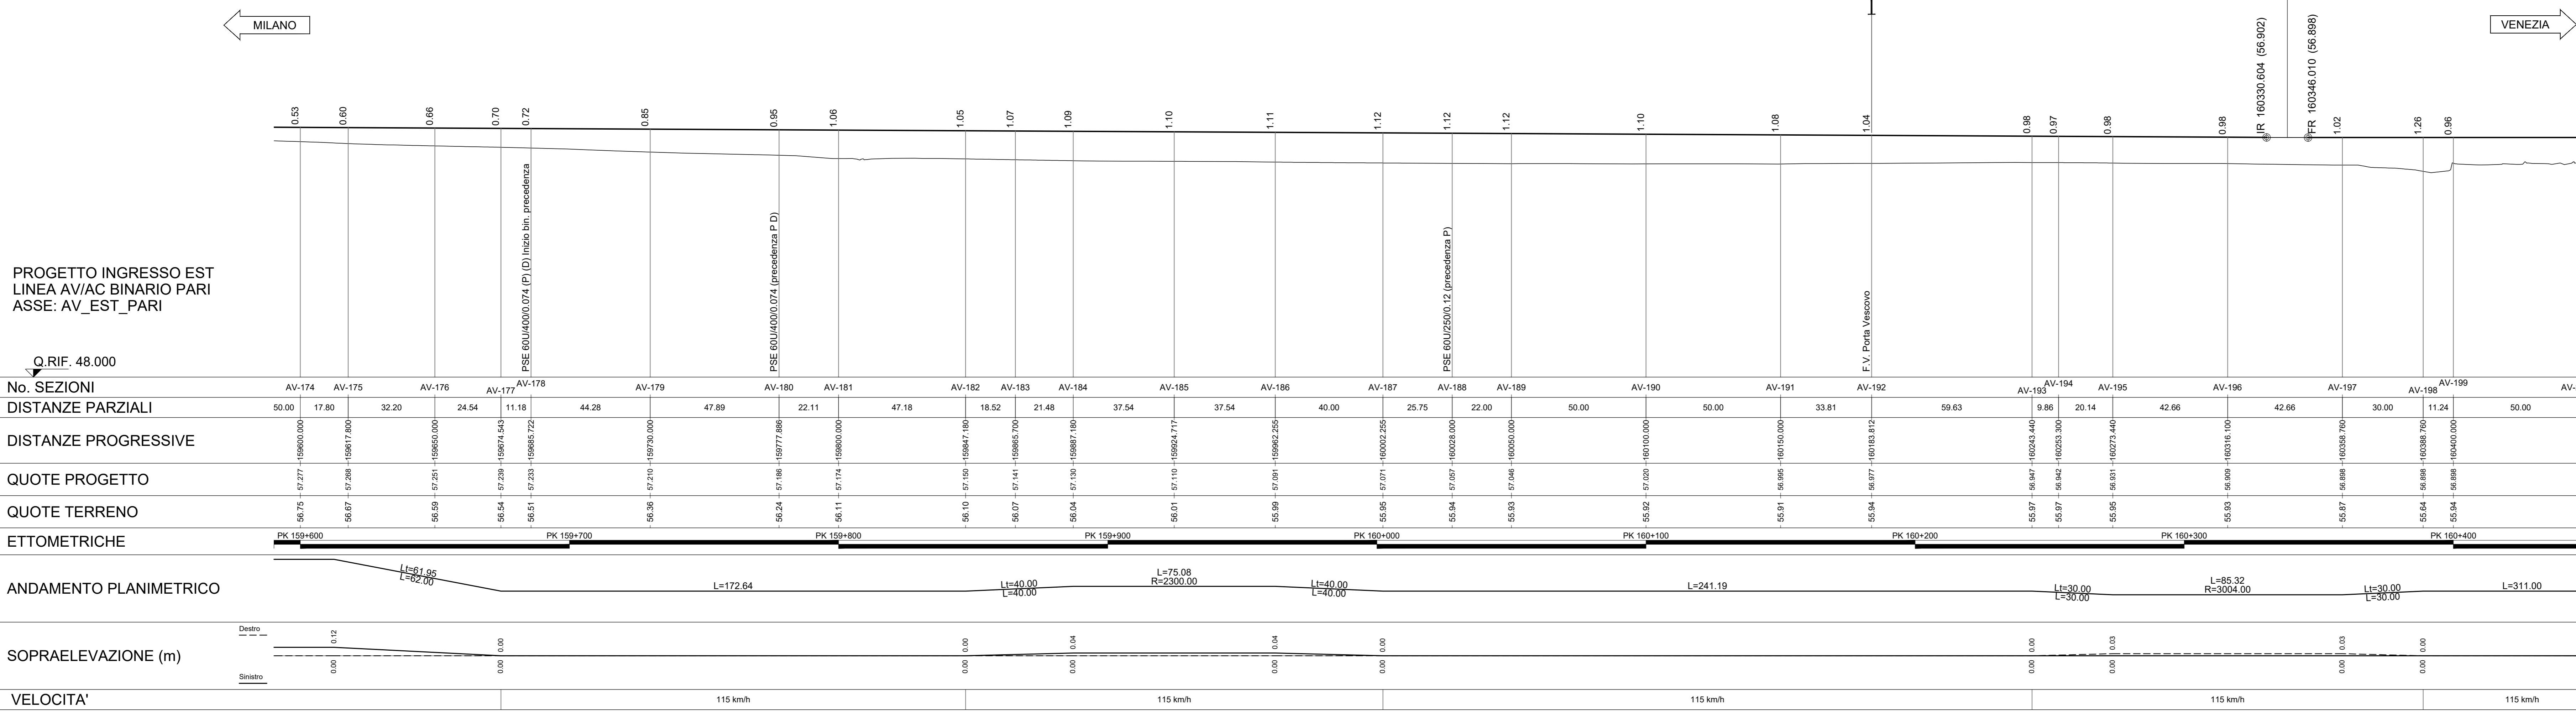 MILANO
VENEZIA
IR 160330.604 (56.902)
FR 160346.010 (56.898)
0.53 0.60 0.66 0.70 0.72 0.85 0.95 1.06 1.05 1.07 1.09 1.10 1.11 1.12 1.12 1.12 1.10 1.08 1.04 0.98 0.97 0.98 0.98 1.02 1.26 0.96
PSE 60U/400/0.074 (P) (D) Inizio bin. precedenza
PSE 60U/400/0.074 (precedenza P D)
PSE 60U/250/0.12 (precedenza P)
F.V. Porta Vescovo
PROGETTO INGRESSO EST
LINEA AV/AC BINARIO PARI
ASSE: AV_EST_PARI
Q.RIF. 48.000
No. SEZIONI AV-174 AV-175 AV-176 AV-177 AV-178 AV-179 AV-180 AV-181 AV-182 AV-183 AV-184 AV-185 AV-186 AV-187 AV-188 AV-189 AV-190 AV-191 AV-192 AV-193 AV-194 AV-195 AV-196 AV-197 AV-198 AV-199 AV-
DISTANZE PARZIALI 50.00 17.80 32.20 24.54 11.18 44.28 47.89 22.11 47.18 18.52 21.48 37.54 37.54 40.00 25.75 22.00 50.00 50.00 33.81 59.63 9.86 20.14 42.66 42.66 30.00 11.24 50.00
DISTANZE PROGRESSIVE 159600.000 159617.800 159650.000 159674.543 159685.722 159730.000 159777.886 159800.000 159847.180 159865.700 159887.180 159924.717 159962.255 160002.255 160028.000 160050.000 160100.000 160150.000 160183.812 160243.440 160253.300 160273.440 160316.100 160358.760 160388.760 160400.000
QUOTE PROGETTO 57.277 57.268 57.251 57.239 57.233 57.210 57.186 57.174 57.150 57.141 57.130 57.110 57.091 57.071 57.057 57.046 57.020 56.995 56.977 56.947 56.942 56.931 56.909 56.898 56.898 56.898
QUOTE TERRENO 56.75 56.67 56.59 56.54 56.51 56.36 56.24 56.11 56.10 56.07 56.04 56.01 55.99 55.95 55.94 55.93 55.92 55.91 55.94 55.97 55.97 55.95 55.93 55.87 55.64 55.94
ETTOMETRICHE PK 159+600 PK 159+700 PK 159+800 PK 159+900 PK 160+000 PK 160+100 PK 160+200 PK 160+300 PK 160+400
ANDAMENTO PLANIMETRICO
Lt=61.95
L=62.00
L=172.64
Lt=40.00
L=40.00
L=75.08
R=2300.00
Lt=40.00
L=40.00
L=241.19
Lt=30.00
L=30.00
L=85.32
R=3004.00
Lt=30.00
L=30.00
L=311.00
SOPRAELEVAZIONE (m)
Destro
0.12 0.00 0.00 0.04 0.04 0.00 0.00 0.03 0.03 0.00
0.00 0.00 0.00 0.00 0.00 0.00 0.00 0.00 0.00 0.00
Sinistro
VELOCITA' 115 km/h 115 km/h 115 km/h 115 km/h 115 km/h